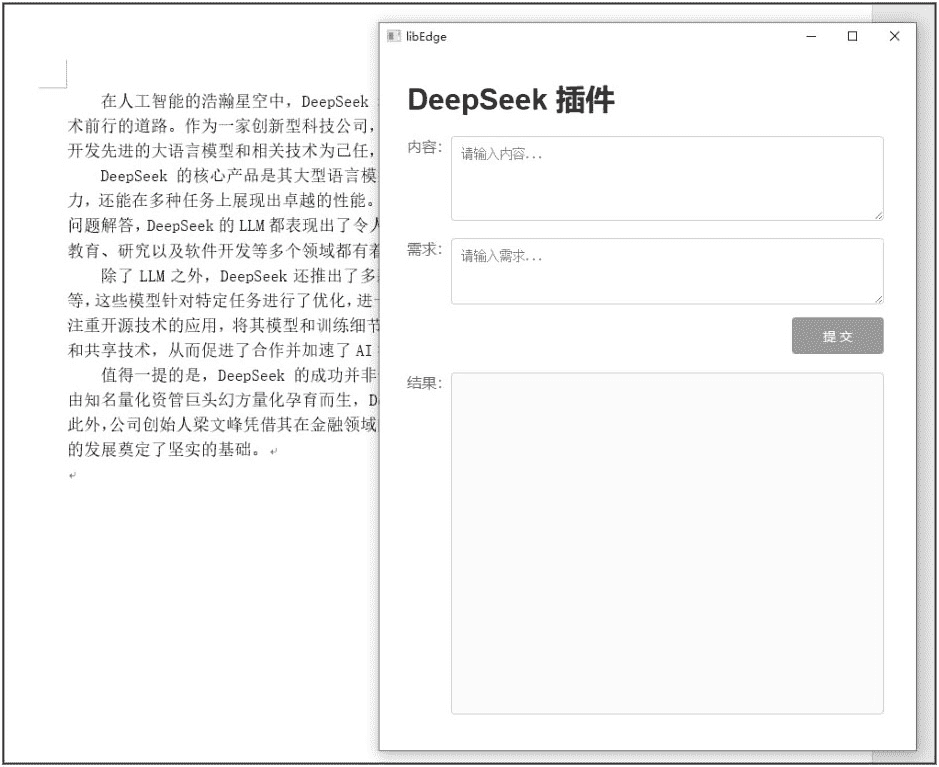 在人工智能的浩瀚星空中，DeepSeek
术前行的道路。作为一家创新型科技公司，
开发先进的大语言模型和相关技术为己任，
DeepSeek 的核心产品是其大型语言模
力，还能在多种任务上展现出卓越的性能。
问题解答，DeepSeek 的 LLM 都表现出了令人
教育、研究以及软件开发等多个领域都有着
除了 LLM 之外，DeepSeek 还推出了多
等，这些模型针对特定任务进行了优化，进一
注重开源技术的应用，将其模型和训练细节
和共享技术，从而促进了合作并加速了 AI
值得一提的是，DeepSeek 的成功并非
由知名量化资管巨头幻方量化孕育而生，De
此外，公司创始人梁文峰凭借其在金融领域
的发展奠定了坚实的基础。
libEdge
DeepSeek 插件
内容：
请输入内容...
需求：
请输入需求...
提 交
结果：